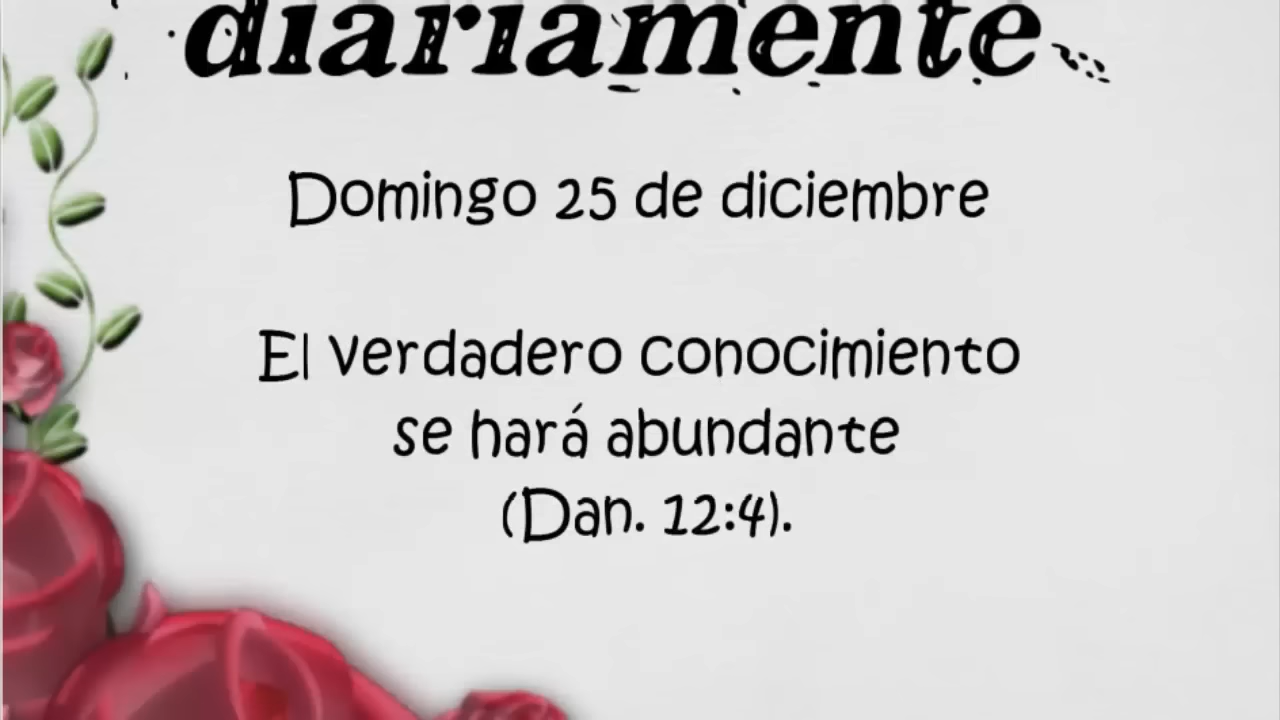 diariamente
Domingo 25 de diciembre
El verdadero conocimiento
se hará abundante
(Dan. 12:4).